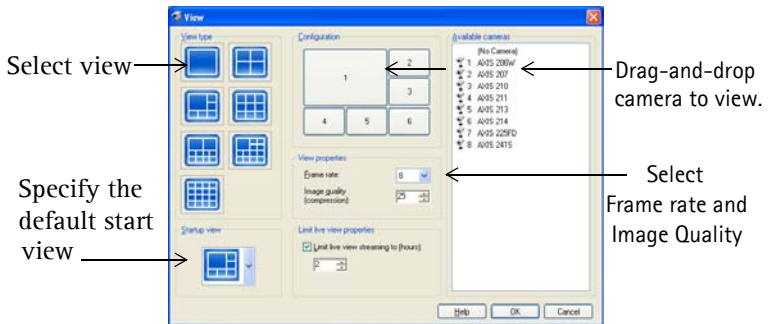 View
View type
Configuration
Available cameras
Select view
1
2
3
4
5
6
(No Camera)
1 AXIS 206W
2 AXIS 207
3 AXIS 210
4 AXIS 211
5 AXIS 213
6 AXIS 214
7 AXIS 225FD
8 AXIS 241S
Drag-and-drop
camera to view.
View properties
Frame rate:
8
Image quality
(compression):
25
Select
Frame rate and
Image Quality
Specify the
default start
view
Startup view
Limit live view properties
Limit live view streaming to (hours)
2
Help
OK
Cancel